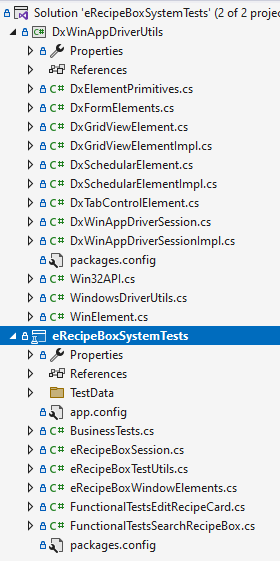 Solution 'eRecipeBoxSystemTests' (2 of 2 project
DxWinAppDriverUtils
Properties
References
C# DxElementPrimitives.cs
C# DxFormElements.cs
C# DxGridViewElement.cs
C# DxGridViewElementImpl.cs
C# DxSchedularElement.cs
C# DxSchedularElementImpl.cs
C# DxTabControlElement.cs
C# DxWinAppDriverSession.cs
C# DxWinAppDriverSessionImpl.cs
packages.config
C# Win32API.cs
C# WindowsDriverUtils.cs
C# WinElement.cs
eRecipeBoxSystemTests
Properties
References
TestData
app.config
C# BusinessTests.cs
C# eRecipeBoxSession.cs
C# eRecipeBoxTestUtils.cs
C# eRecipeBoxWindowElements.cs
C# FunctionalTestsEditRecipeCard.cs
C# FunctionalTestsSearchRecipeBox.cs
packages.config